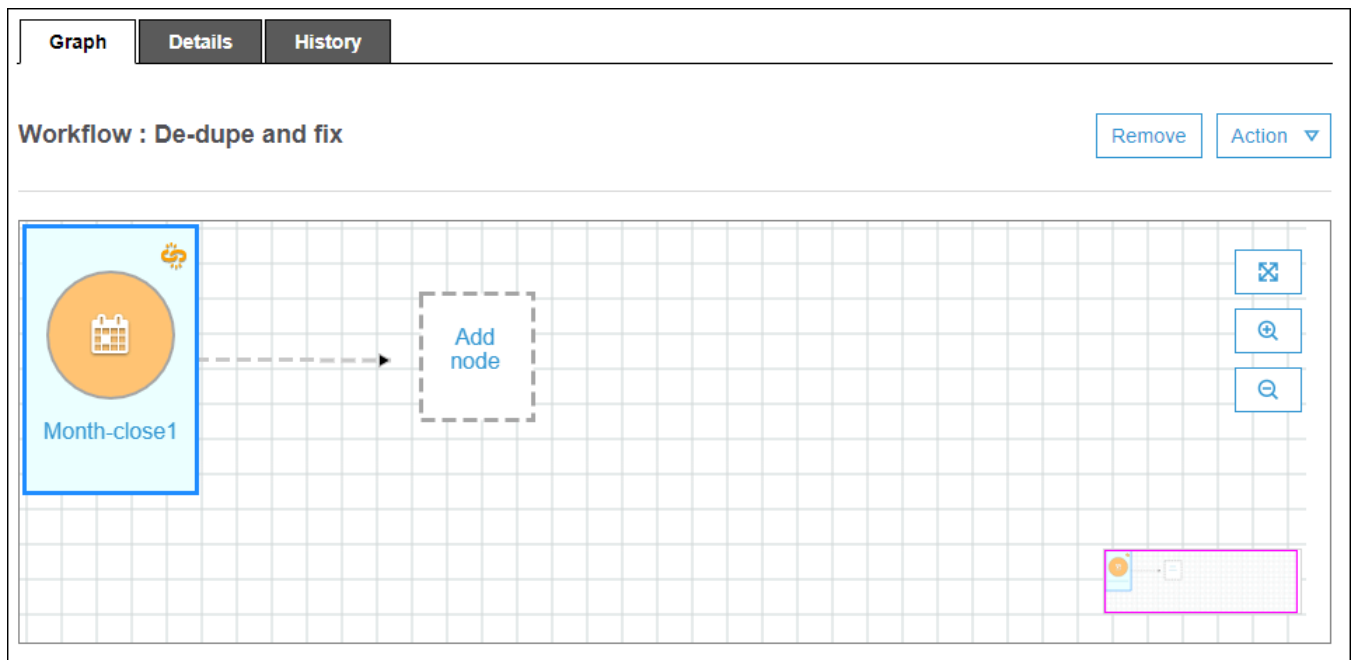 Graph Details History
Workflow : De-dupe and fix
Remove Action
Add
node
Month-close1